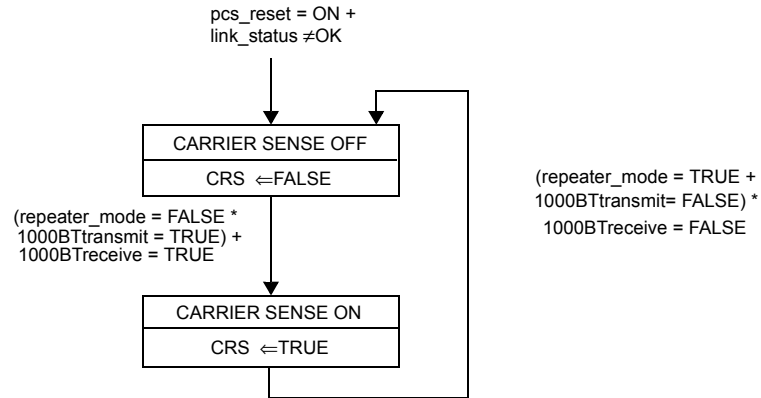 pcs_reset = ON +
link_status ≠OK
CARRIER SENSE OFF
CRS ⇐FALSE
(repeater_mode = FALSE *
1000BTtransmit = TRUE) +
1000BTreceive = TRUE
(repeater_mode = TRUE +
1000BTtransmit= FALSE) *
1000BTreceive = FALSE
CARRIER SENSE ON
CRS ⇐TRUE